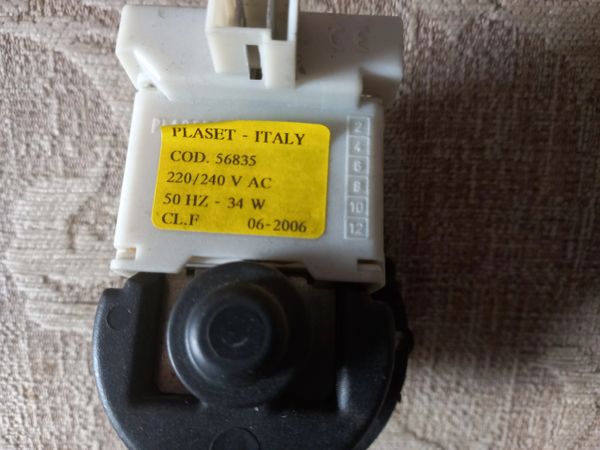 PLASET - ITALY
COD. 56835
220/240 V AC
50 HZ - 34 W
CL.F 06-2006
2
4
6
8
10
12